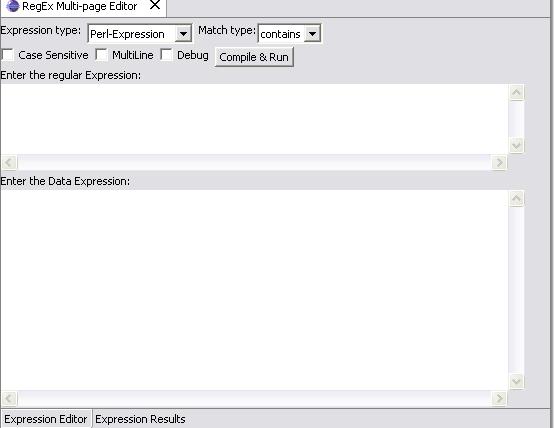 RegEx Multi-page Editor
Expression type: Perl-Expression Match type: contains
Case Sensitive MultiLine Debug Compile & Run
Enter the regular Expression:
Enter the Data Expression:
Expression Editor Expression Results